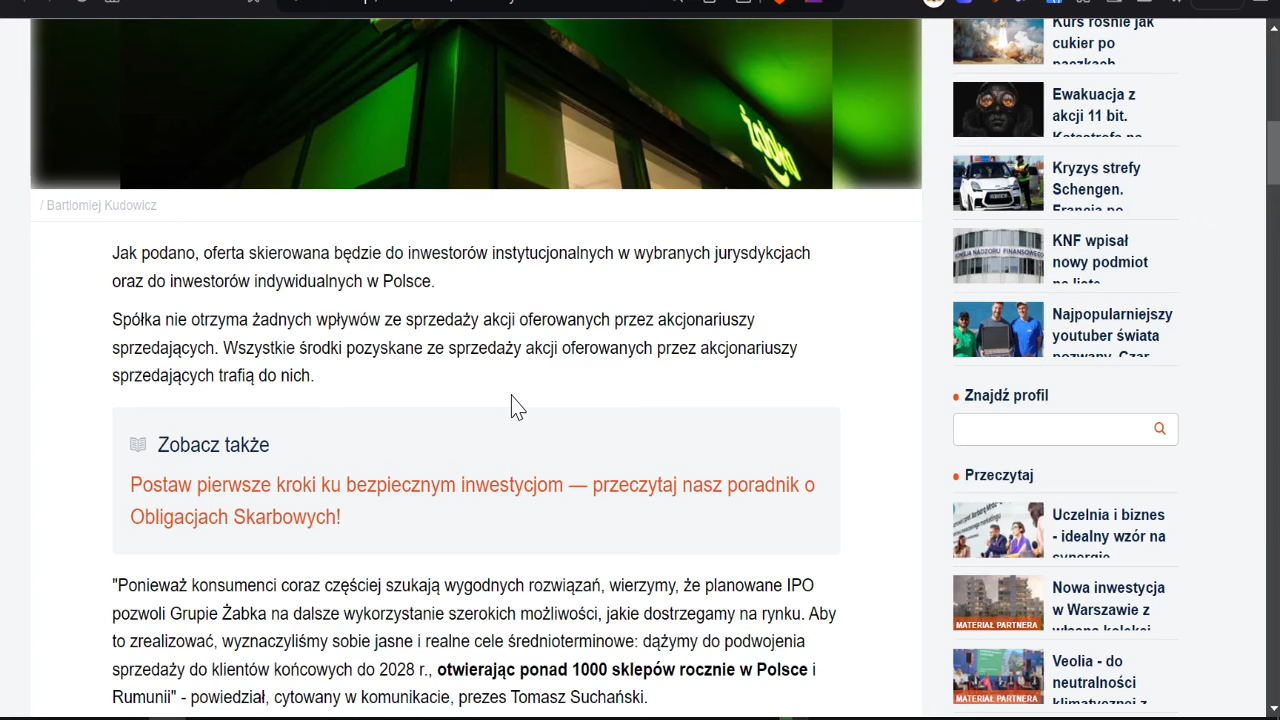 żabka
/ Bartlomiej Kudowicz
Jak podano, oferta skierowana będzie do inwestorów instytucjonalnych w wybranych jurysdykcjach
oraz do inwestorów indywidualnych w Polsce.
Spółka nie otrzyma żadnych wpływów ze sprzedaży akcji oferowanych przez akcjonariuszy
sprzedających. Wszystkie środki pozyskane ze sprzedaży akcji oferowanych przez akcjonariuszy
sprzedających trafią do nich.
Zobacz także
Postaw pierwsze kroki ku bezpiecznym inwestycjom — przeczytaj nasz poradnik o
Obligacjach Skarbowych!
"Ponieważ konsumenci coraz częściej szukają wygodnych rozwiązań, wierzymy, że planowane IPO
pozwoli Grupie Żabka na dalsze wykorzystanie szerokich możliwości, jakie dostrzegamy na rynku. Aby
to zrealizować, wyznaczyliśmy sobie jasne i realne cele średnioterminowe: dążymy do podwojenia
sprzedaży do klientów końcowych do 2028 r., otwierając ponad 1000 sklepów rocznie w Polsce i
Rumunii" - powiedział, cytowany w komunikacie, prezes Tomasz Suchański.
Kurs rośnie jak
cukier po
pączkach
Ewakuacja z
akcji 11 bit.
Katastrofa na
Kryzys strefy
Schengen.
Francja po
KNF wpisał
nowy podmiot
na listę
Najpopularniejszy
youtuber świata
pozwany. Czar
Znajdź profil
Przeczytaj
Uczelnia i biznes
- idealny wzór na
synergię
Nowa inwestycja
w Warszawie z
własną kolekcj
MATERIAŁ PARTNERA
Veolia - do
neutralności
klimatycznej z
MATERIAŁ PARTNERA